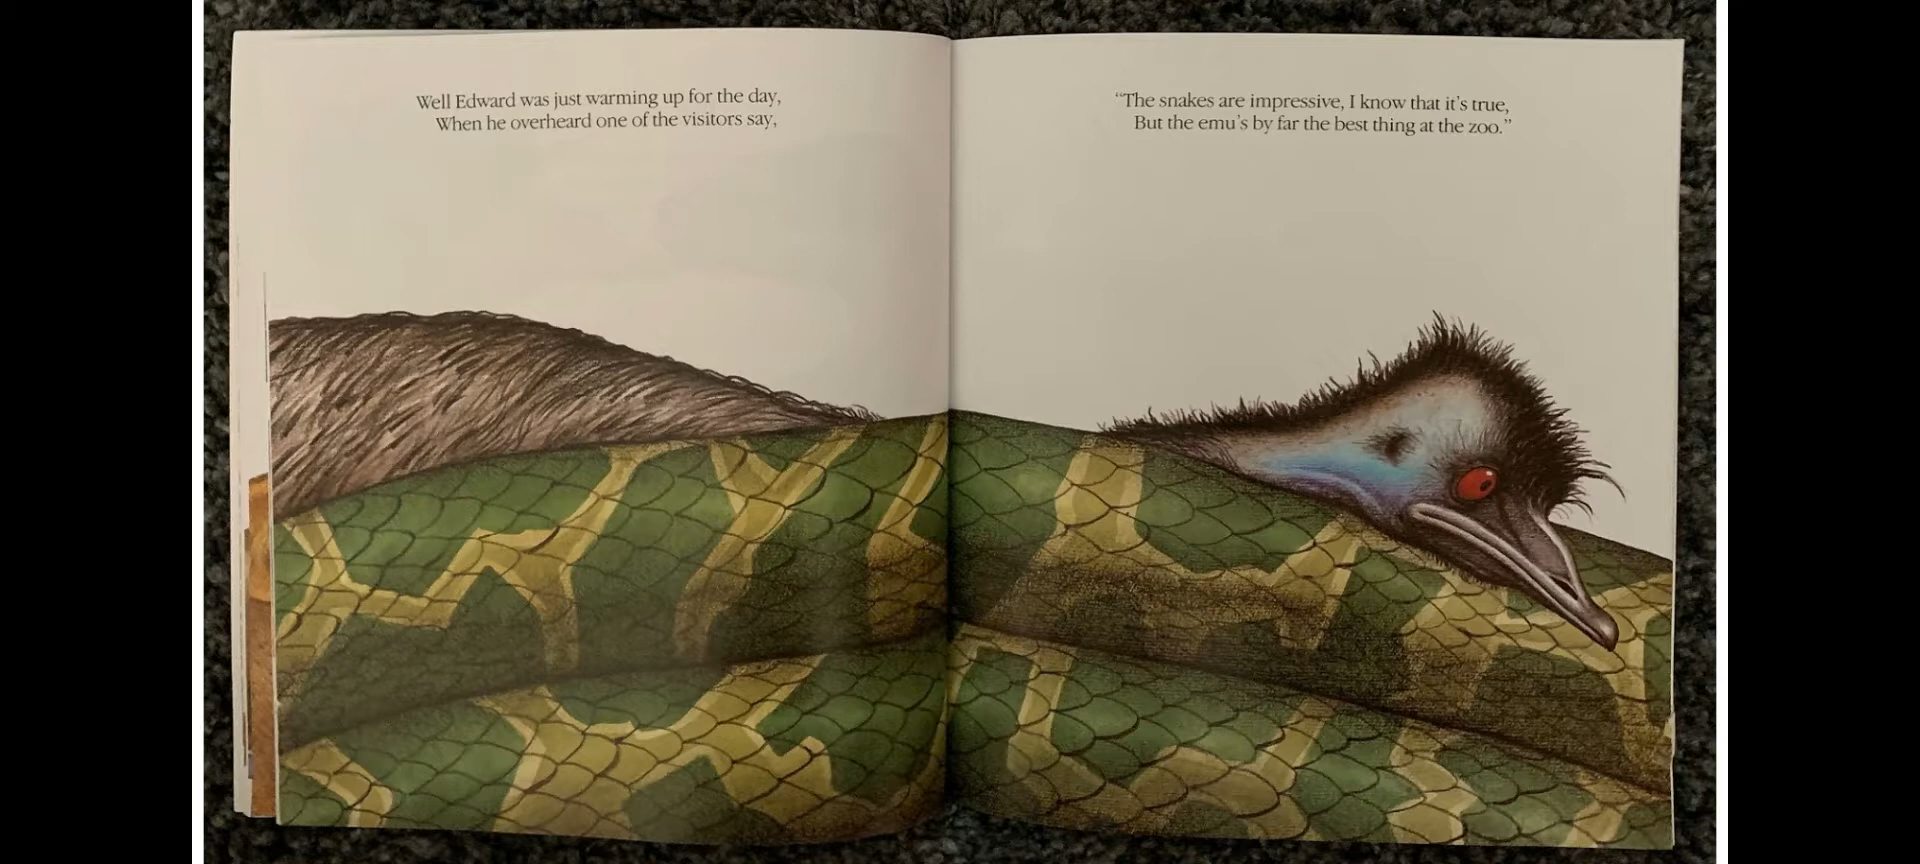 Well Edward was just warming up for the day,
When he overheard one of the visitors say,
“The snakes are impressive, I know that it’s true,
But the emu’s by far the best thing at the zoo.”